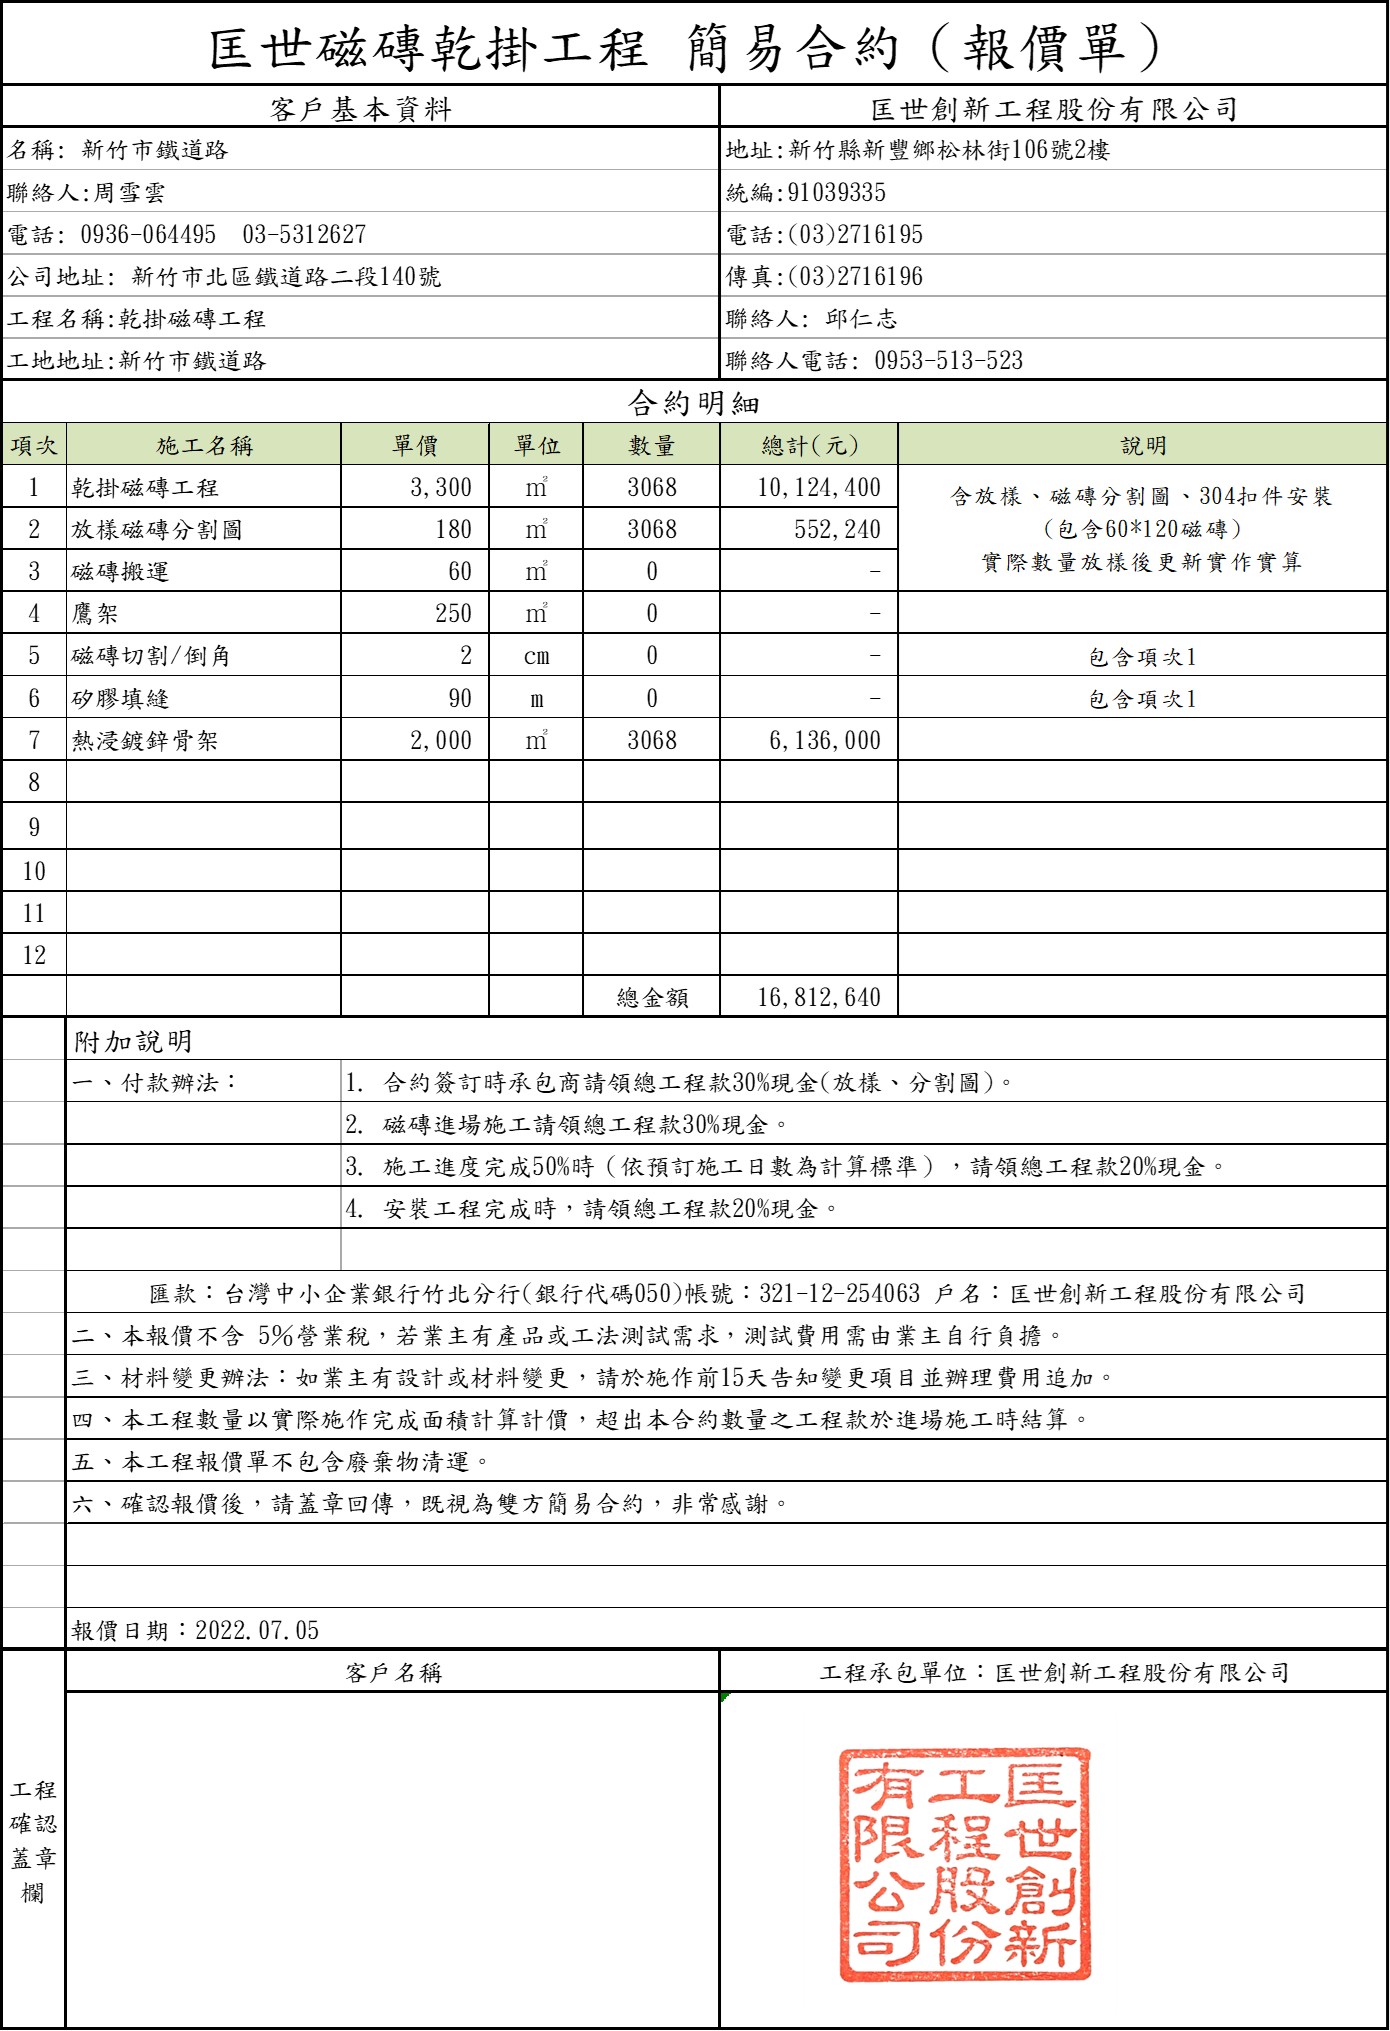 匡世磁磚乾掛工程 簡易合約（報價單）
客戶基本資料 匡世創新工程股份有限公司
名稱: 新竹市鐵道路 地址:新竹縣新豐鄉松林街106號2樓
聯絡人:周雪雲 統編:91039335
電話: 0936-064495 03-5312627 電話:(03)2716195
公司地址: 新竹市北區鐵道路二段140號 傳真:(03)2716196
工程名稱:乾掛磁磚工程 聯絡人: 邱仁志
工地地址:新竹市鐵道路 聯絡人電話: 0953-513-523
合約明細
項次 施工名稱 單價 單位 數量 總計(元) 說明
1 乾掛磁磚工程 3,300 ㎡ 3068 10,124,400 含放樣、磁磚分割圖、304扣件安裝
2 放樣磁磚分割圖 180 ㎡ 3068 552,240 (包含60*120磁磚)
3 磁磚搬運 60 ㎡ 0 - 實際數量放樣後更新實作實算
4 鷹架 250 ㎡ 0 -
5 磁磚切割/倒角 2 cm 0 - 包含項次1
6 矽膠填縫 90 m 0 - 包含項次1
7 熱浸鍍鋅骨架 2,000 ㎡ 3068 6,136,000
8
9
10
11
12
總金額 16,812,640
附加說明
一、付款辦法： 1. 合約簽訂時承包商請領總工程款30%現金(放樣、分割圖)。
2. 磁磚進場施工請領總工程款30%現金。
3. 施工進度完成50%時（依預訂施工日數為計算標準），請領總工程款20%現金。
4. 安裝工程完成時，請領總工程款20%現金。
匯款：台灣中小企業銀行竹北分行(銀行代碼050)帳號：321-12-254063 戶名：匡世創新工程股份有限公司
二、本報價不含 5%營業稅，若業主有產品或工法測試需求，測試費用需由業主自行負擔。
三、材料變更辦法：如業主有設計或材料變更，請於施作前15天告知變更項目並辦理費用追加。
四、本工程數量以實際施作完成面積計算計價，超出本合約數量之工程款於進場施工時結算。
五、本工程報價單不包含廢棄物清運。
六、確認報價後，請蓋章回傳，既視為雙方簡易合約，非常感謝。
報價日期：2022.07.05
客戶名稱 工程承包單位：匡世創新工程股份有限公司
工程
確認
蓋章
欄
匡世創新
工程股份
有限公司